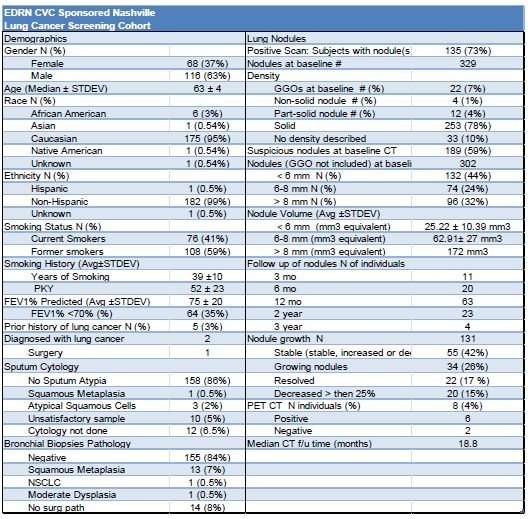 EDRN CVC Sponsored Nashville
Lung Cancer Screening Cohort
Demographics
Gender N (%)
Female 68 (37%)
Male 116 (63%)
Age (Median ± STDEV) 63 ± 4
Race N (%)
African American 6 (3%)
Asian 1 (0.54%)
Caucasian 175 (95%)
Native American 1 (0.54%)
Unknown 1 (0.54%)
Ethnicity N (%)
Hispanic 1 (0.5%)
Non-Hispanic 182 (99%)
Unknown 1 (0.5%)
Smoking Status N (%)
Current Smokers 76 (41%)
Former smokers 108 (59%)
Smoking History (Avg±STDEV)
Years of Smoking 39 ±10
PKY 52 ± 23
FEV1% Predicted (Avg ±STDEV) 75 ± 20
FEV1% <70% (%) 64 (35%)
Prior history of lung cancer N (%) 5 (3%)
Diagnosed with lung cancer 2
Surgery 1
Sputum Cytology
No Sputum Atypia 158 (86%)
Squamous Metaplasia 1 (0.5%)
Atypical Squamous Cells 3 (2%)
Unsatisfactory sample 10 (5%)
Cytology not done 12 (6.5%)
Bronchial Biopsies Pathology
Negative 155 (84%)
Squamous Metaplasia 13 (7%)
NSCLC 1 (0.5%)
Moderate Dysplasia 1 (0.5%)
No surg path 14 (8%)
Lung Nodules
Positive Scan: Subjects with nodule(s 135 (73%)
Nodules at baseline # 329
Density
GGOs at baseline # (%) 22 (7%)
Non-solid nodule # (%) 4 (1%)
Part-solid nodule # (%) 12 (4%)
Solid 253 (78%)
No density described 33 (10%)
Suspicious nodules at baseline CT 189 (59%)
Nodules (GGO not included) at baseli 302
< 6 mm N (%) 132 (44%)
6-8 mm N (%) 74 (24%)
> 8 mm N (%) 96 (32%)
Nodule Volume (Avg ±STDEV)
< 6 mm (mm3 equivalent) 25.22 ± 10.39 mm3
6-8 mm (mm3 equivalent) 62.91± 27 mm3
> 8 mm (mm3 equivalent) 172 mm3
Follow up of nodules N of individuals
3 mo 11
6 mo 20
12 mo 63
2 year 23
3 year 4
Nodule growth N 131
Stable (stable, increased or dec 55 (42%)
Growing nodules 34 (26%)
Resolved 22 (17 %)
Decreased > then 25% 20 (15%)
PET CT N individuals (%) 8 (4%)
Positive 6
Negative 2
Median CT f/u time (months) 18.8